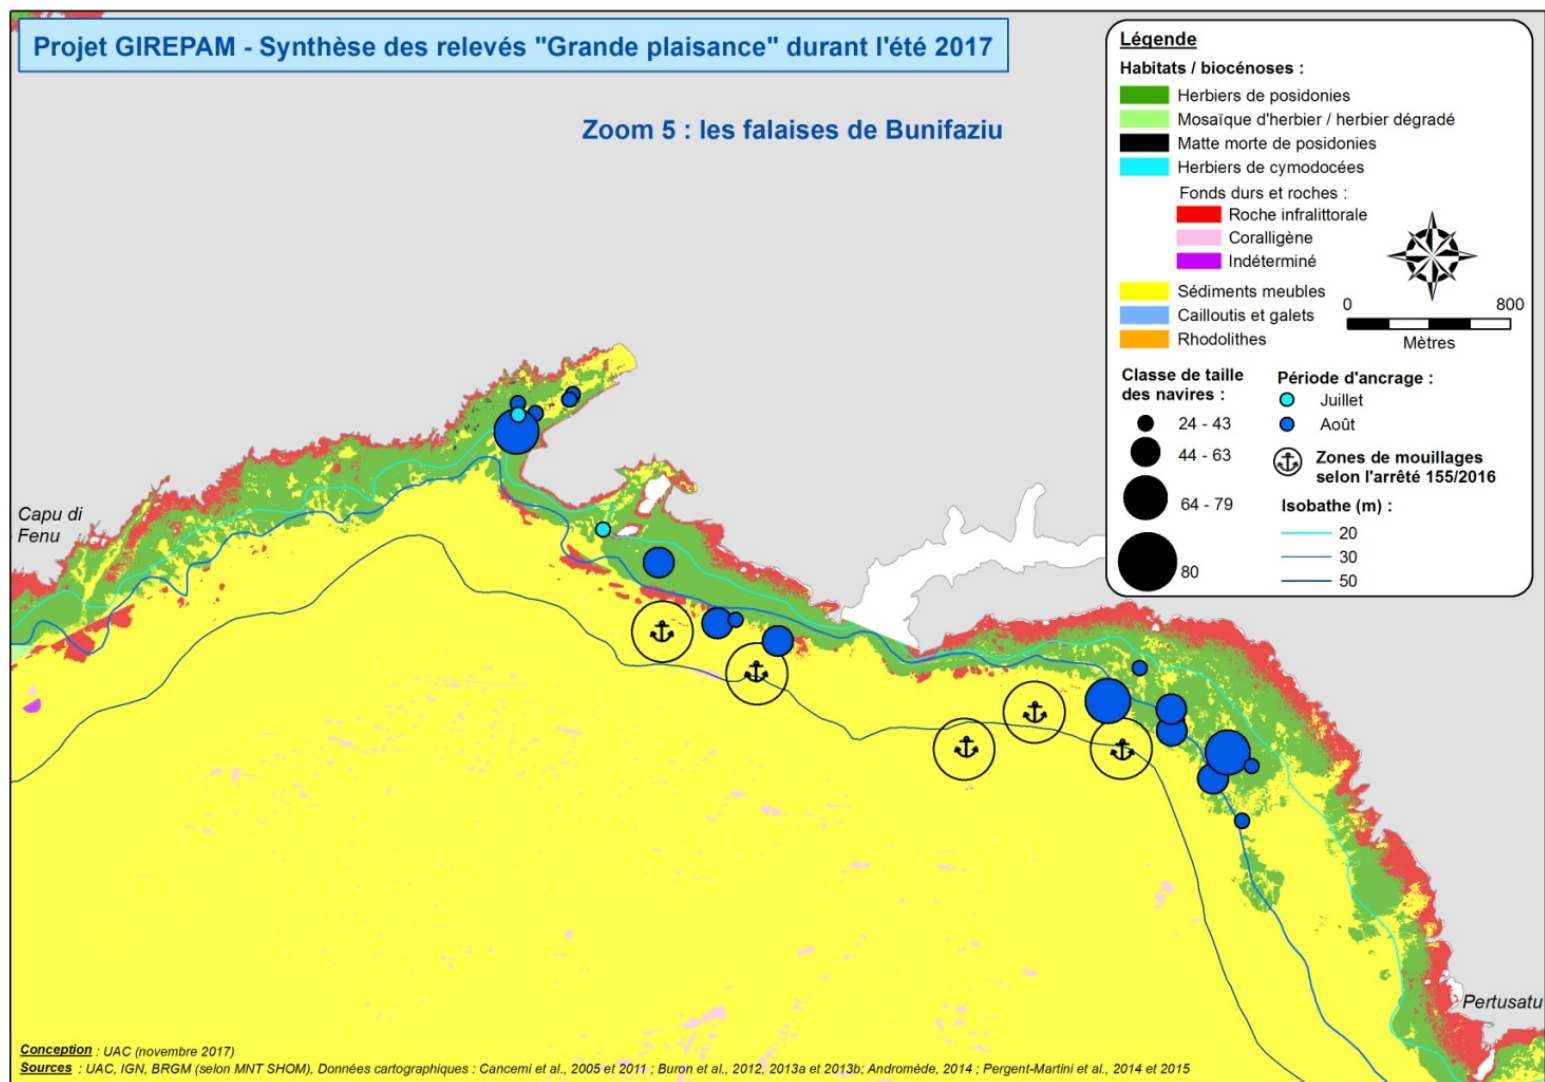 Projet GIREPAM - Synthèse des relevés "Grande plaisance" durant l'été 2017
Zoom 5 : les falaises de Bunifaziu
Légende
Habitats / biocénoses :
Herbiers de posidonies
Mosaïque d'herbier / herbier dégradé
Matte morte de posidonies
Herbiers de cymodocées
Fonds durs et roches :
Roche infralittorale
Coralligène
Indéterminé
Sédiments meubles
Cailloutis et galets
Rhodolithes
0 800
Mètres
Classe de taille
des navires :
24 - 43
44 - 63
64 - 79
80
Période d'ancrage :
Juillet
Août
Zones de mouillages
selon l'arrêté 155/2016
Isobathe (m) :
20
30
50
Capu di
Fenu
Pertusatu
Conception : UAC (novembre 2017)
Sources : UAC, IGN, BRGM (selon MNT SHOM), Données cartographiques : Cancemi et al., 2005 et 2011 ; Buron et al., 2012, 2013a et 2013b; Andromède, 2014 ; Pergent-Martini et al., 2014 et 2015